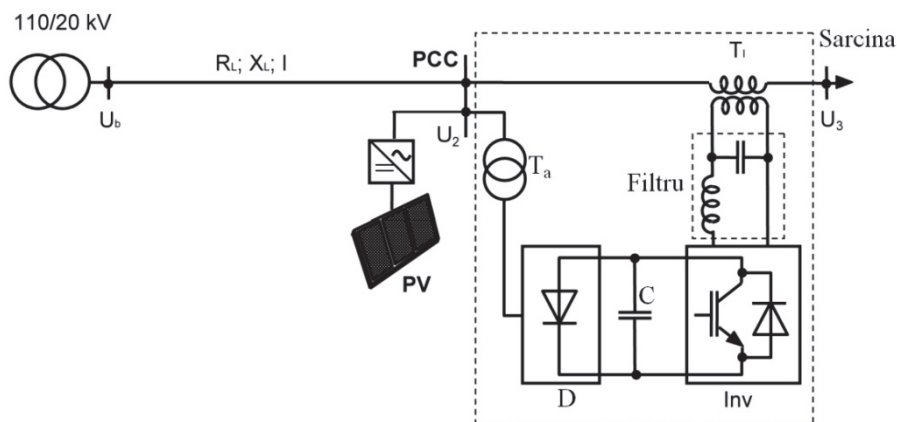 110/20 kV
Ub
RL; XL; l
PCC
U2
Tl
Sarcina
U3
Ta
Filtru
PV
C
D
Inv